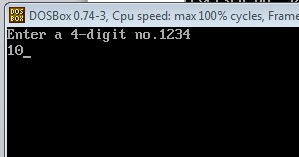 DOSBox 0.74-3, Cpu speed: max 100% cycles, Frame
Enter a 4-digit no.1234
10_